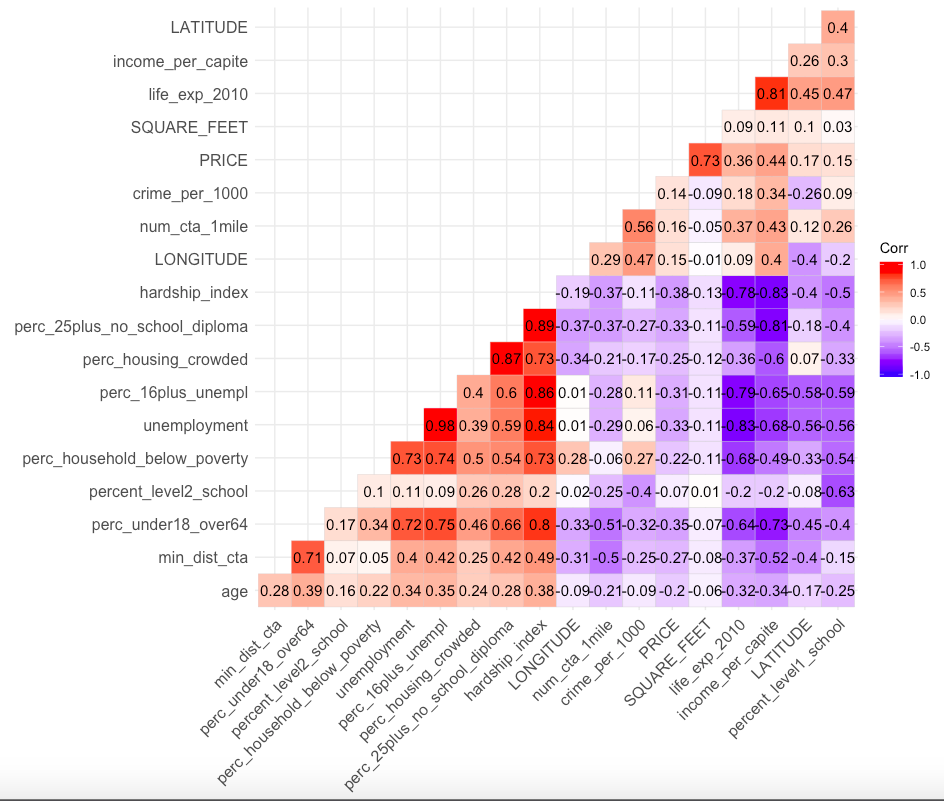 LATITUDE 0.4
income_per_capite 0.26 0.3
life_exp_2010 0.81 0.45 0.47
SQUARE_FEET 0.09 0.11 0.1 0.03
PRICE 0.73 0.36 0.44 0.17 0.15
crime_per_1000 0.14 -0.09 0.18 0.34 -0.26 0.09
num_cta_1mile 0.56 0.16 -0.05 0.37 0.43 0.12 0.26
LONGITUDE 0.29 0.47 0.15 -0.01 0.09 0.4 -0.4 -0.2
hardship_index -0.19 -0.37 -0.11 -0.38 -0.13 -0.78 -0.83 -0.4 -0.5
perc_25plus_no_school_diploma 0.89 -0.37 -0.37 -0.27 -0.33 -0.11 -0.59 -0.81 -0.18 -0.4
perc_housing_crowded 0.87 0.73 -0.34 -0.21 -0.17 -0.25 -0.12 -0.36 -0.6 0.07 -0.33
perc_16plus_unempl 0.4 0.6 0.86 0.01 -0.28 0.11 -0.31 -0.11 -0.79 -0.65 -0.58 -0.59
unemployment 0.98 0.39 0.59 0.84 0.01 -0.29 0.06 -0.33 -0.11 -0.83 -0.68 -0.56 -0.56
perc_household_below_poverty 0.73 0.74 0.5 0.54 0.73 0.28 -0.06 0.27 -0.22 -0.11 -0.68 -0.49 -0.33 -0.54
percent_level2_school 0.1 0.11 0.09 0.26 0.28 0.2 -0.02 -0.25 -0.4 -0.07 0.01 -0.2 -0.2 -0.08 -0.63
perc_under18_over64 0.17 0.34 0.72 0.75 0.46 0.66 0.8 -0.33 -0.51 -0.32 -0.35 -0.07 -0.64 -0.73 -0.45 -0.4
min_dist_cta 0.71 0.07 0.05 0.4 0.42 0.25 0.42 0.49 -0.31 -0.5 -0.25 -0.27 -0.08 -0.37 -0.52 -0.4 -0.15
age 0.28 0.39 0.16 0.22 0.34 0.35 0.24 0.28 0.38 -0.09 -0.21 -0.09 -0.2 -0.06 -0.32 -0.34 -0.17 -0.25
min_dist_cta
perc_under18_over64
percent_level2_school
perc_household_below_poverty
unemployment
perc_16plus_unempl
perc_housing_crowded
perc_25plus_no_school_diploma
hardship_index
LONGITUDE
num_cta_1mile
crime_per_1000
PRICE
SQUARE_FEET
life_exp_2010
income_per_capite
LATITUDE
percent_level1_school
Corr
1.0
0.5
0.0
-0.5
-1.0